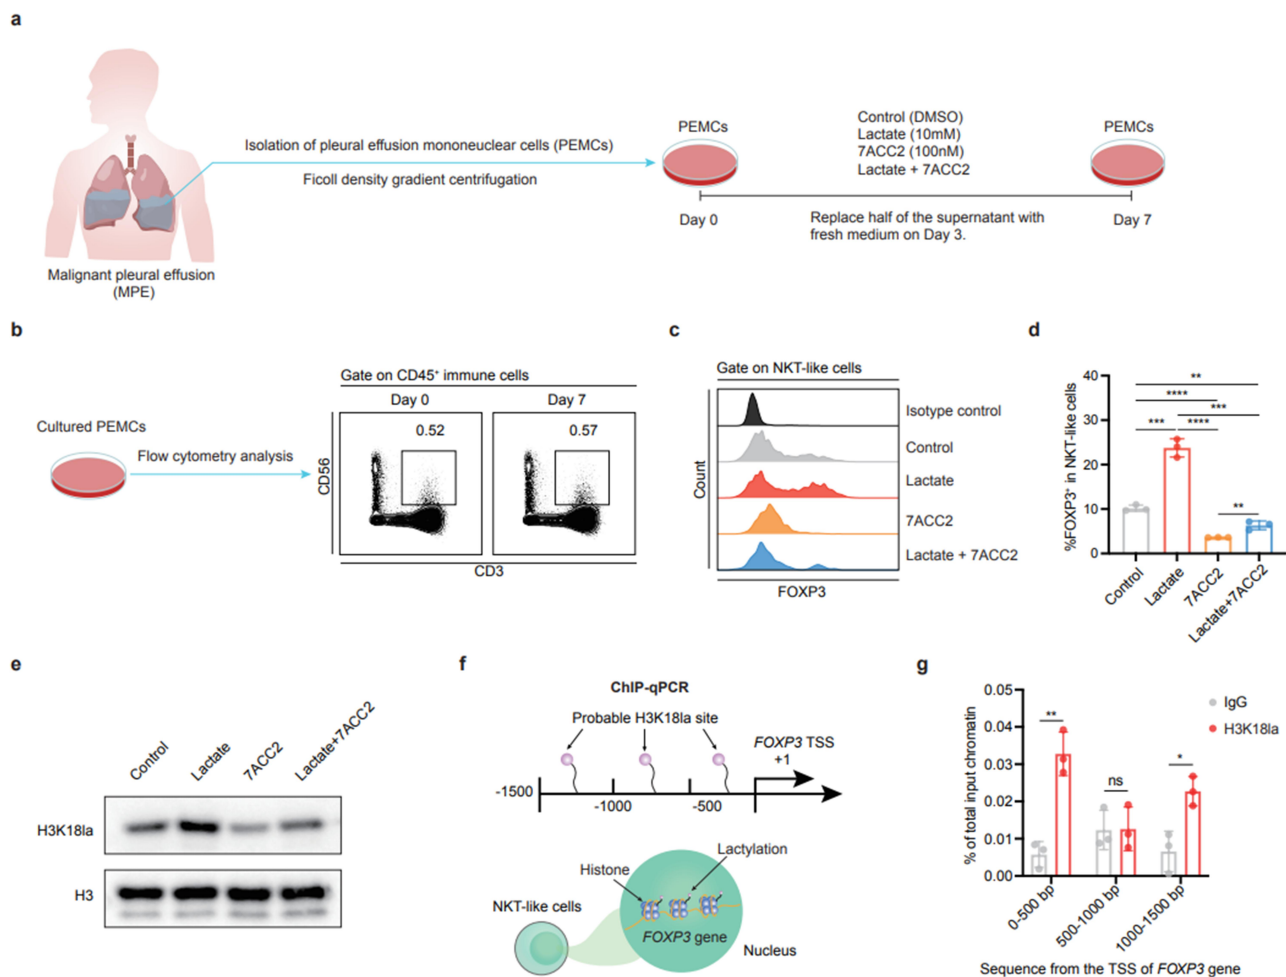 a
Isolation of pleural effusion mononuclear cells (PEMCs)
Ficoll density gradient centrifugation
Malignant pleural effusion
(MPE)
PEMCs
Control (DMSO)
Lactate (10mM)
7ACC2 (100nM)
Lactate + 7ACC2
PEMCs
Day 0
Replace half of the supernatant with
fresh medium on Day 3.
Day 7
b
Cultured PEMCs
Flow cytometry analysis
Gate on CD45⁺ immune cells
Day 0
Day 7
0.52
0.57
CD56
CD3
c
Gate on NKT-like cells
Isotype control
Control
Lactate
7ACC2
Lactate + 7ACC2
Count
FOXP3
d
%FOXP3⁺ in NKT-like cells
40
30
20
10
0
**
****
***
*** ****
**
Control
Lactate
7ACC2
Lactate+7ACC2
e
Control
Lactate
7ACC2
Lactate+7ACC2
H3K18la
H3
f
ChIP-qPCR
Probable H3K18la site
FOXP3 TSS
+1
-1500
-1000
-500
Lactylation
Histone
NKT-like cells
FOXP3 gene
Nucleus
g
% of total input chromatin
0.05
0.04
0.03
0.02
0.01
0.00
**
ns
*
IgG
H3K18la
0-500 bp
500-1000 bp
1000-1500 bp
Sequence from the TSS of FOXP3 gene